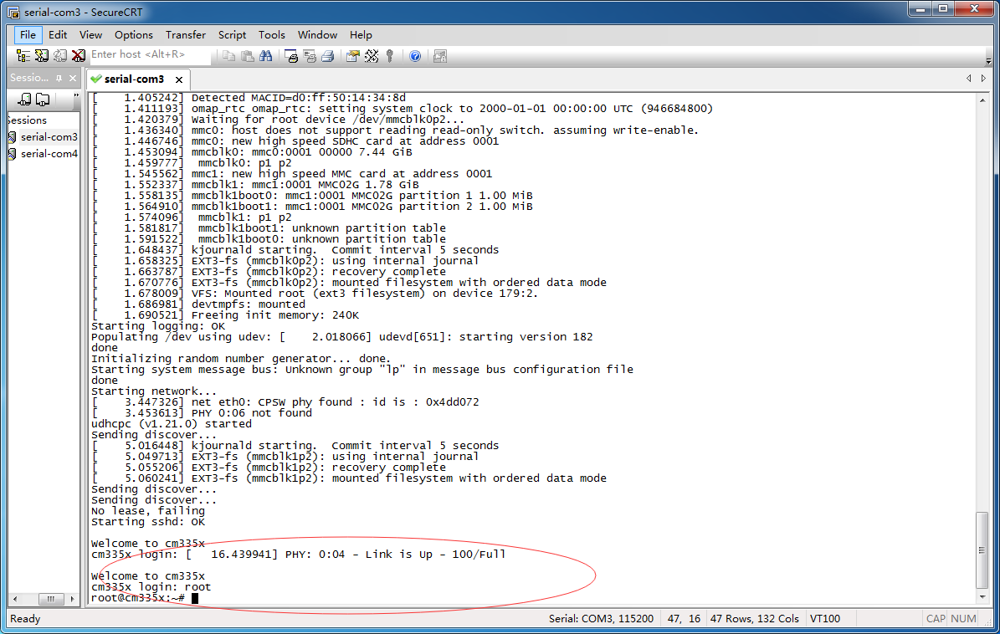 serial-com3 - SecureCRT
File Edit View Options Transfer Script Tools Window Help
Enter host <Alt+R>
Sessio...
serial-com3
essions
serial-com3
serial-com4
[    1.405242] Detected MACID=d0:ff:50:14:34:8d
[    1.411193] omap_rtc omap_rtc: setting system clock to 2000-01-01 00:00:00 UTC (946684800)
[    1.420379] Waiting for root device /dev/mmcblk0p2...
[    1.436340] mmc0: host does not support reading read-only switch. assuming write-enable.
[    1.446746] mmc0: new high speed SDHC card at address 0001
[    1.453094] mmcblk0: mmc0:0001 00000 7.44 GiB
[    1.459777]  mmcblk0: p1 p2
[    1.545562] mmc1: new high speed MMC card at address 0001
[    1.552337] mmcblk1: mmc1:0001 MMC02G 1.78 GiB
[    1.558135] mmcblk1boot0: mmc1:0001 MMC02G partition 1 1.00 MiB
[    1.564910] mmcblk1boot1: mmc1:0001 MMC02G partition 2 1.00 MiB
[    1.574096]  mmcblk1: p1 p2
[    1.581817]  mmcblk1boot1: unknown partition table
[    1.591522]  mmcblk1boot0: unknown partition table
[    1.648437] kjournald starting.  Commit interval 5 seconds
[    1.658325] EXT3-fs (mmcblk0p2): using internal journal
[    1.663787] EXT3-fs (mmcblk0p2): recovery complete
[    1.670776] EXT3-fs (mmcblk0p2): mounted filesystem with ordered data mode
[    1.678009] VFS: Mounted root (ext3 filesystem) on device 179:2.
[    1.686981] devtmpfs: mounted
[    1.690521] Freeing init memory: 240K
Starting logging: OK
Populating /dev using udev: [    2.018066] udevd[651]: starting version 182
done
Initializing random number generator... done.
Starting system message bus: Unknown group "lp" in message bus configuration file
done
Starting network...
[    3.447326] net eth0: CPSW phy found : id is : 0x4dd072
[    3.453613] PHY 0:06 not found
udhcpc (v1.21.0) started
Sending discover...
[    5.016448] kjournald starting.  Commit interval 5 seconds
[    5.049713] EXT3-fs (mmcblk1p2): using internal journal
[    5.055206] EXT3-fs (mmcblk1p2): recovery complete
[    5.060241] EXT3-fs (mmcblk1p2): mounted filesystem with ordered data mode
Sending discover...
Sending discover...
No lease, failing
Starting sshd: OK
Welcome to cm335x
cm335x login: [   16.439941] PHY: 0:04 - Link is Up - 100/Full
Welcome to cm335x
cm335x login: root
root@cm335x:~#
Ready Serial: COM3, 115200 47, 16 47 Rows, 132 Cols VT100 CAP NUM